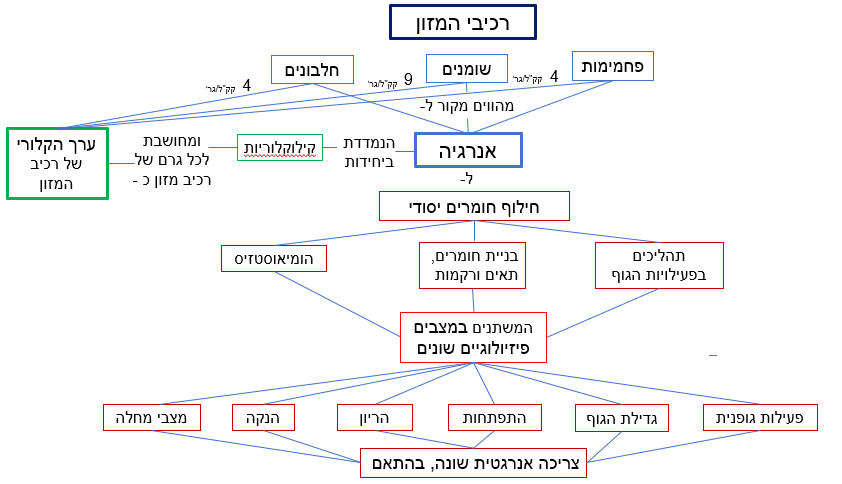 רכיבי המזון
פחמימות
שומנים
חלבונים
4 קק"ל/גר'
9 קק"ל/גר'
4 קק"ל/גר'
מהווים מקור ל-
אנרגיה
הנמדדת
ביחידות
קילוקלוריות
ומחושבת
לכל גרם של
רכיב מזון כ -
ערך הקלורי
של רכיב
המזון
ל-
חילוף חומרים יסודי
תהליכים
בפעילויות הגוף
בניית חומרים,
תאים ורקמות
הומיאוסטזיס
המשתנים במצבים
פיזיולוגיים שונים
פעילות גופנית
גדילת הגוף
התפתחות
הריון
הנקה
מצבי מחלה
צריכה אנרגטית שונה, בהתאם